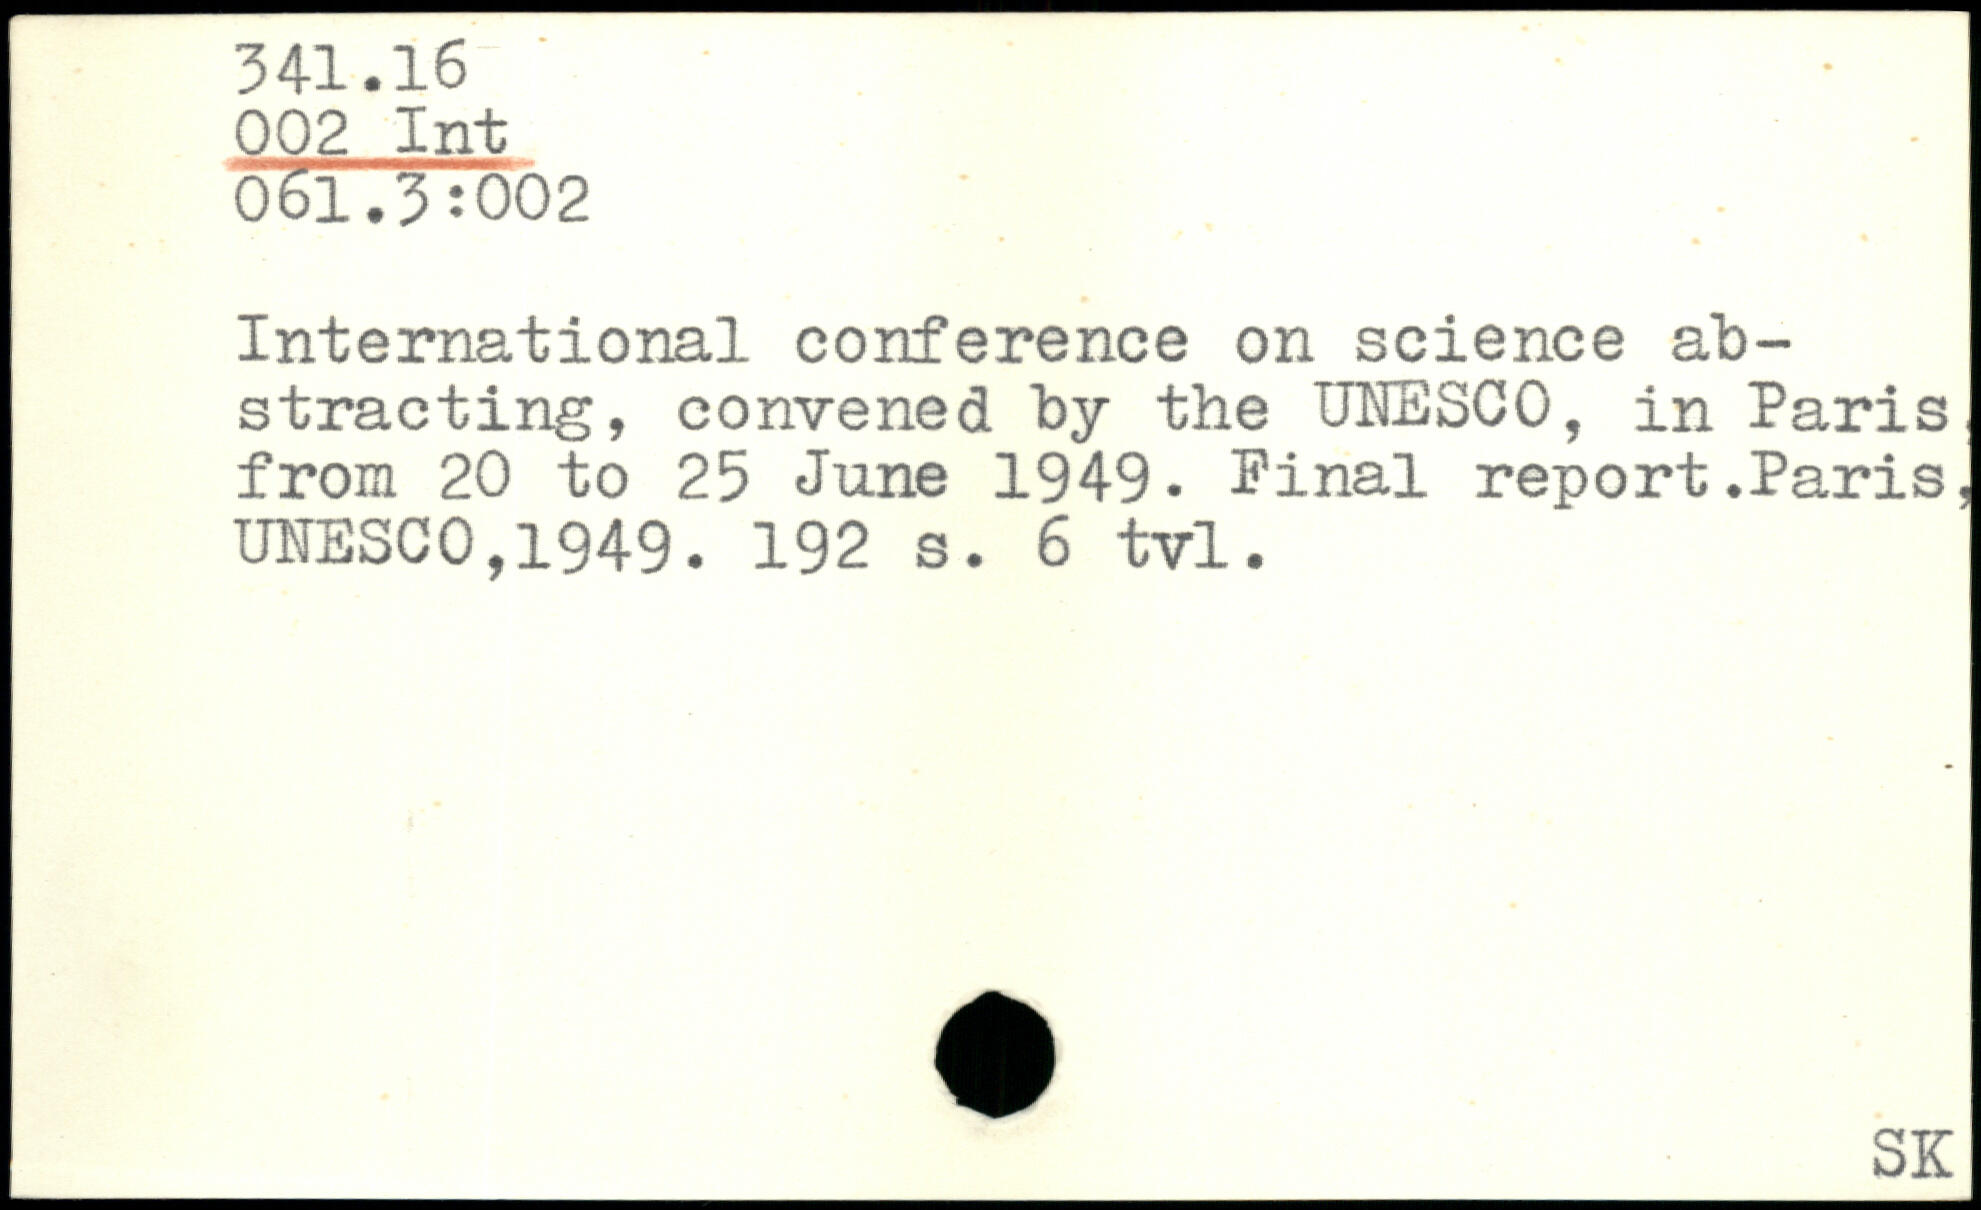 341.16
002 Int
061.3:002
International conference on science ab-
stracting, convened by the UNESCO, in Paris,
from 20 to 25 June 1949. Final report.Paris,
UNESCO,1949. 192 s. 6 tvl.
SK